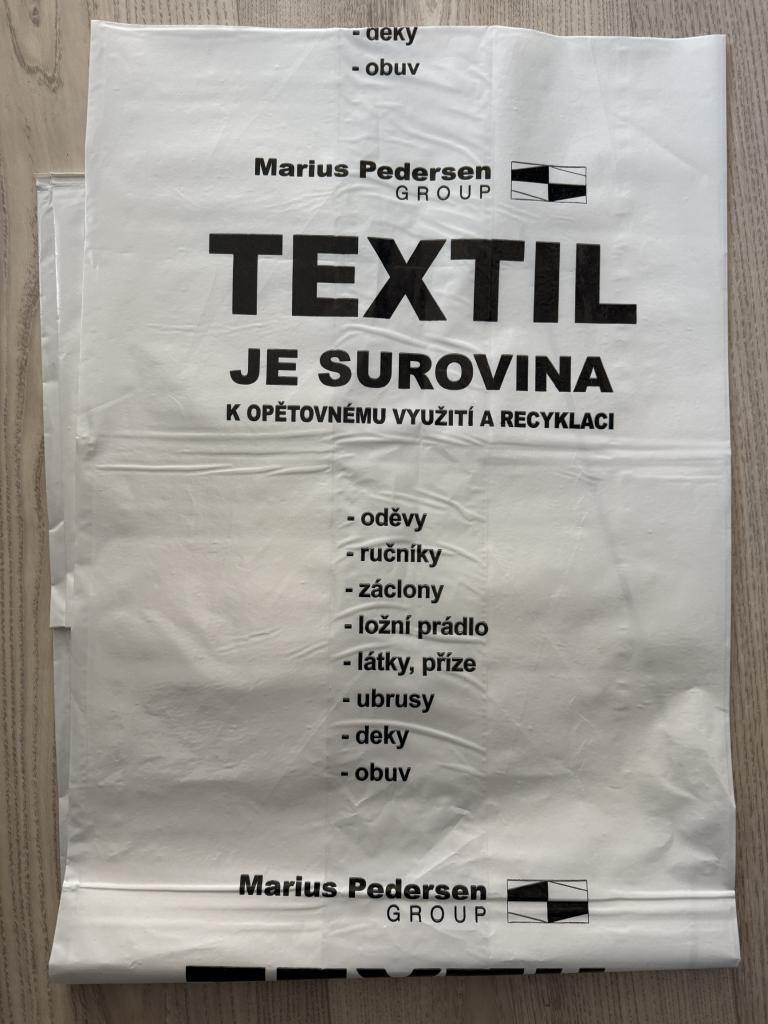 - deky
- obuv
Marius Pedersen
GROUP
TEXTIL
JE SUROVINA
K OPĚTOVNÉMU VYUŽITÍ A RECYKLACI
- oděvy
- ručníky
- záclony
- ložní prádlo
- látky, příze
- ubrusy
- deky
- obuv
Marius Pedersen
GROUP